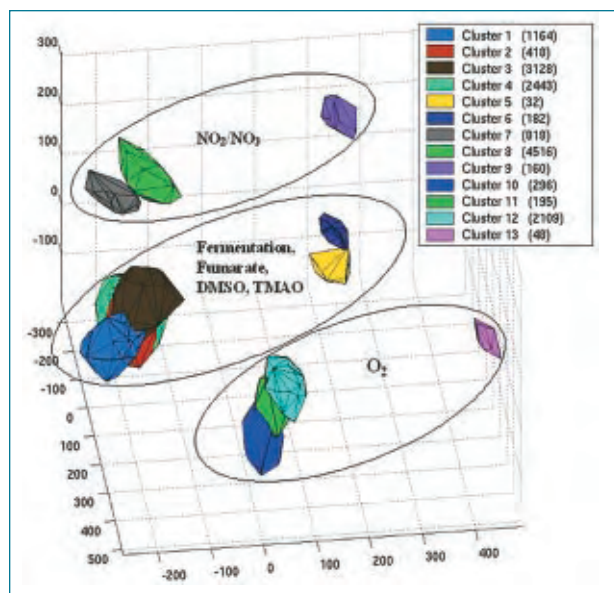 300
200
100
0
-100
-300
-200
-100
0
100
200
300
400
500
-200
-100
0
100
200
300
400
NO₂/NO₃
Fermentation,
Fumarate,
DMSO, TMAO
O₂
Cluster 1 (1164)
Cluster 2 (410)
Cluster 3 (3128)
Cluster 4 (2443)
Cluster 5 (32)
Cluster 6 (182)
Cluster 7 (810)
Cluster 8 (4516)
Cluster 9 (160)
Cluster 10 (296)
Cluster 11 (195)
Cluster 12 (2109)
Cluster 13 (48)